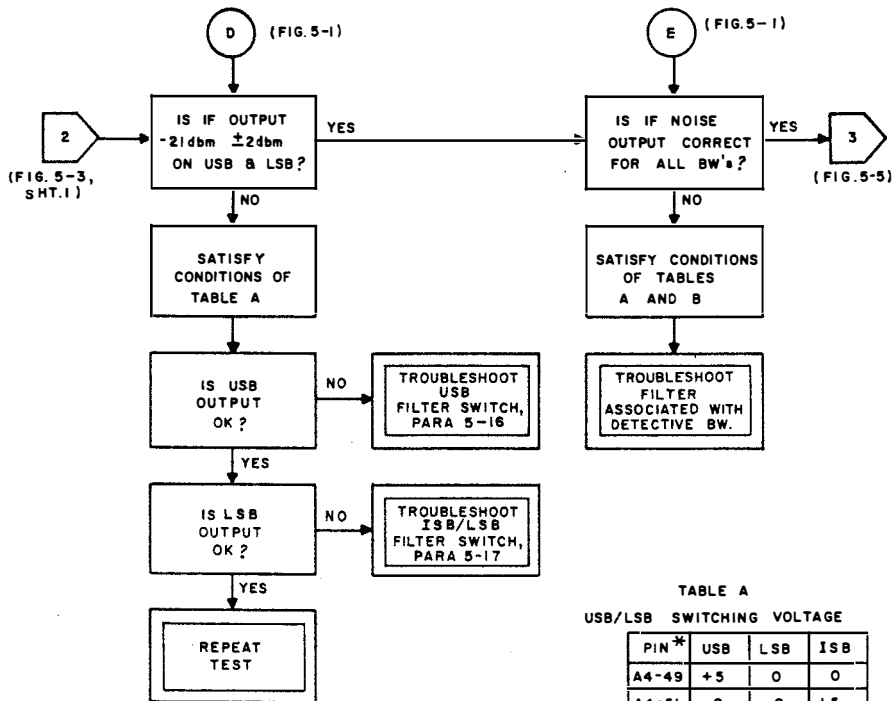 D (FIG. 5-1)
E (FIG. 5-1)
2
(FIG. 5-3,
SHT. 1)
IS IF OUTPUT
-21dbm ±2dbm
ON USB & LSB?
YES
NO
IS IF NOISE
OUTPUT CORRECT
FOR ALL BW's?
YES
NO
3
(FIG. 5-5)
SATISFY
CONDITIONS OF
TABLE A
SATISFY CONDITIONS
OF TABLES
A AND B
IS USB
OUTPUT
OK?
NO
YES
TROUBLESHOOT
USB
FILTER SWITCH,
PARA 5-16
TROUBLESHOOT
FILTER
ASSOCIATED WITH
DETECTIVE BW.
IS LSB
OUTPUT
OK?
NO
YES
TROUBLESHOOT
ISB/LSB
FILTER SWITCH,
PARA 5-17
REPEAT
TEST
TABLE A
USB/LSB SWITCHING VOLTAGE
PIN* USB LSB ISB
A4-49 +5 0 0